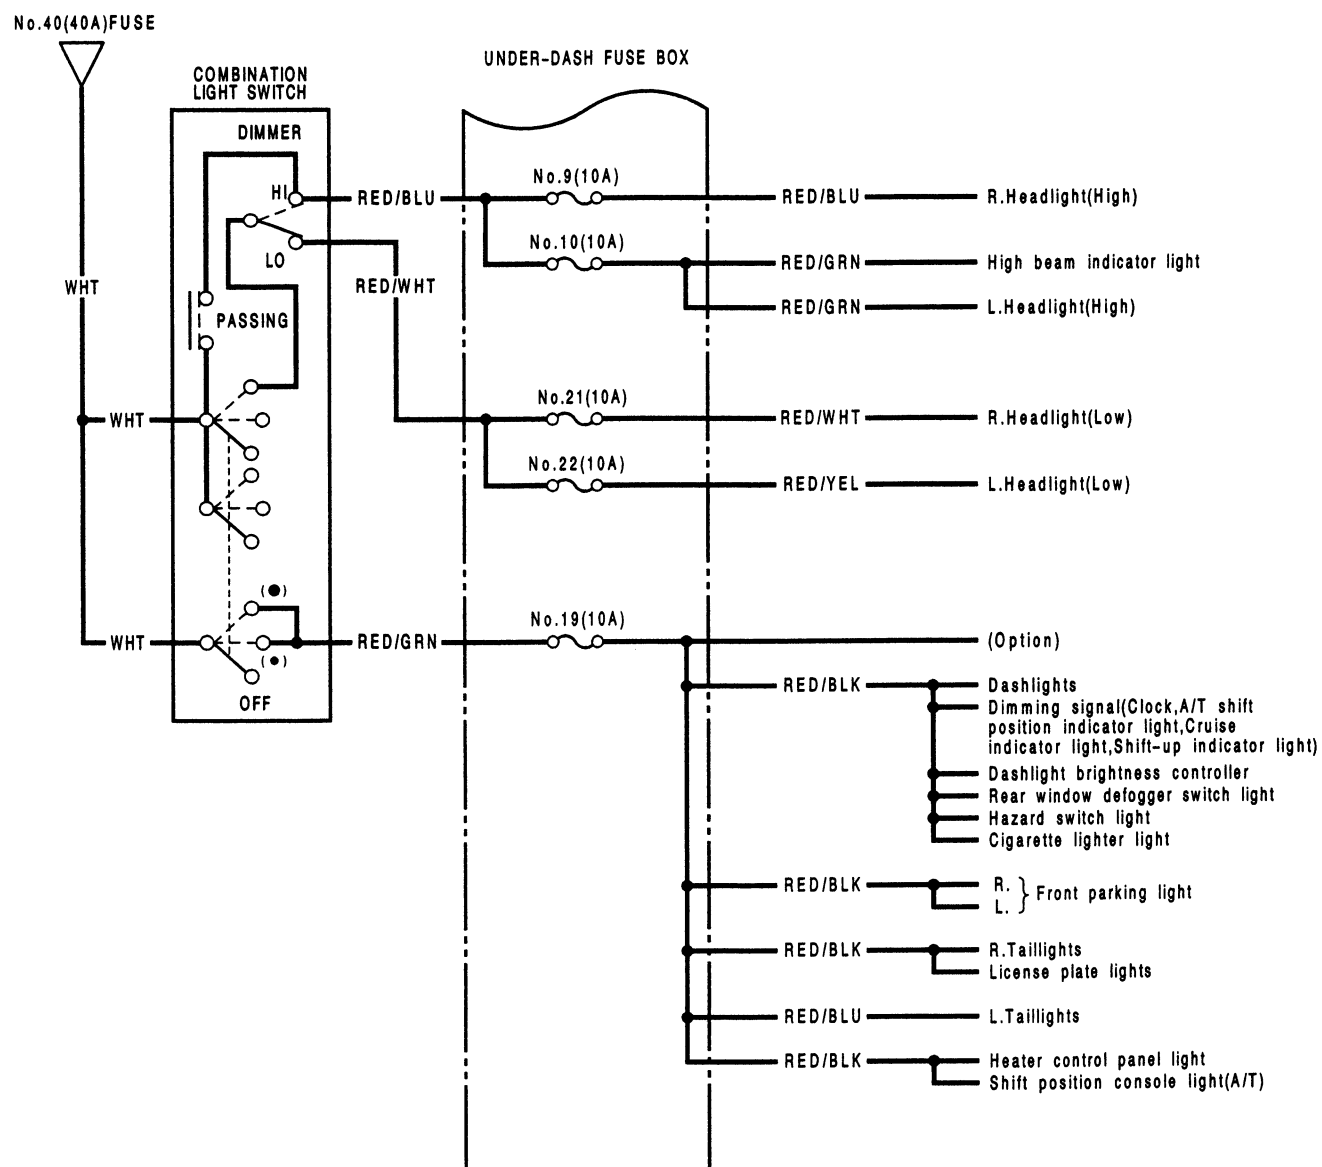 No.40(40A)FUSE
UNDER-DASH FUSE BOX
COMBINATION
LIGHT SWITCH
DIMMER
HI
LO
PASSING
WHT
WHT
WHT
(●)
(•)
OFF
RED/BLU
RED/WHT
RED/GRN
No.9(10A)
RED/BLU
R.Headlight(High)
No.10(10A)
RED/GRN
High beam indicator light
RED/GRN
L.Headlight(High)
No.21(10A)
RED/WHT
R.Headlight(Low)
No.22(10A)
RED/YEL
L.Headlight(Low)
No.19(10A)
(Option)
RED/BLK
Dashlights
Dimming signal(Clock,A/T shift
position indicator light,Cruise
indicator light,Shift-up indicator light)
Dashlight brightness controller
Rear window defogger switch light
Hazard switch light
Cigarette lighter light
RED/BLK
R.
L.
Front parking light
RED/BLK
R.Taillights
License plate lights
RED/BLU
L.Taillights
RED/BLK
Heater control panel light
Shift position console light(A/T)